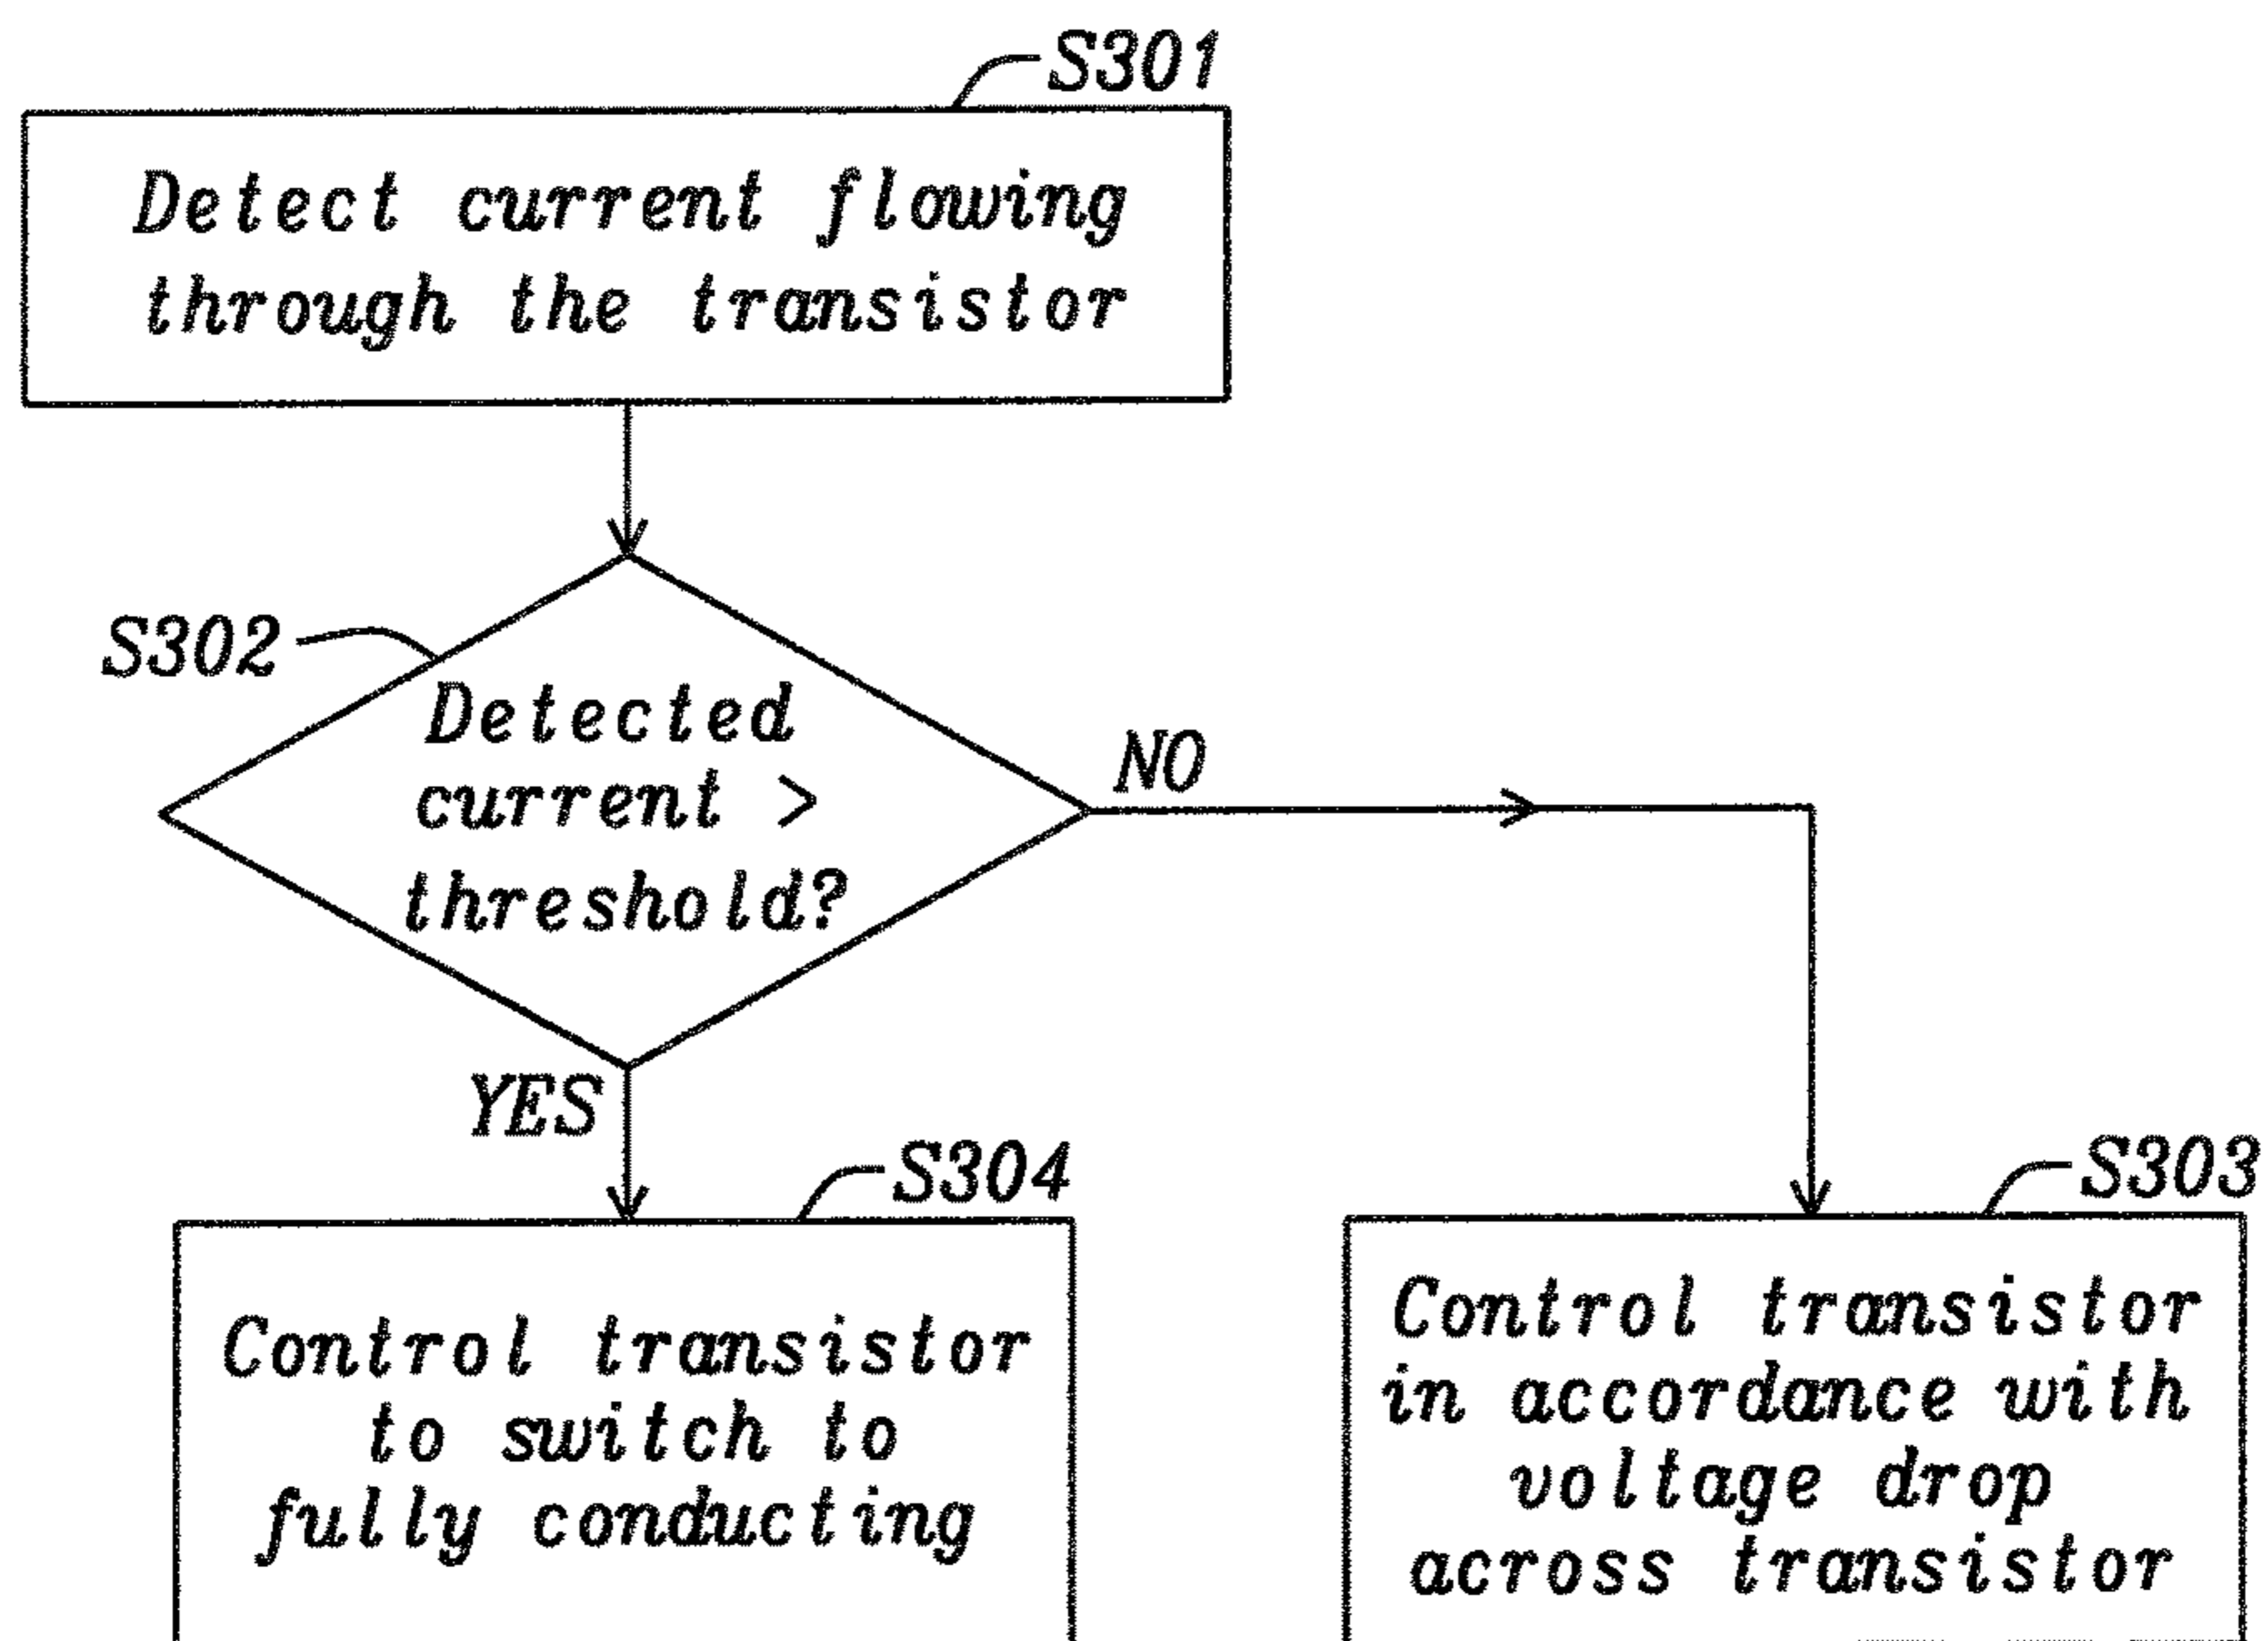 S301
Detect current flowing
through the transistor
S302
Detected
current >
threshold?
NO
YES
S304
Control transistor
to switch to
fully conducting
S303
Control transistor
in accordance with
voltage drop
across transistor